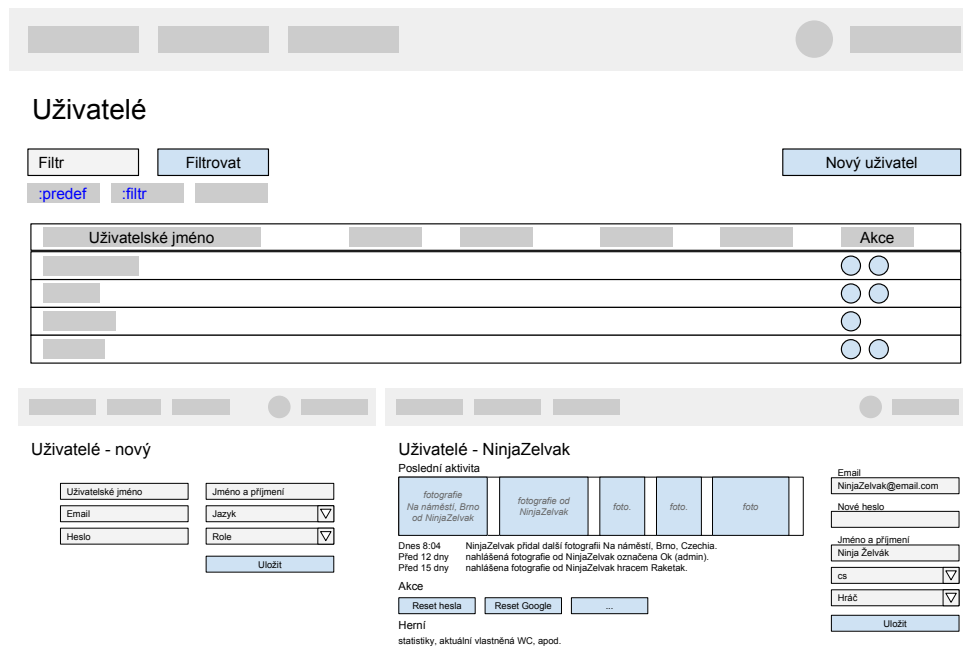 Uživatelé
Filtr
Filtrovat
Nový uživatel
:predef
:filtr
Uživatelské jméno
Akce
Uživatelé - nový
Uživatelské jméno
Jméno a příjmení
Email
Jazyk
Heslo
Role
Uložit
Uživatelé - NinjaZelvak
Poslední aktivita
fotografie
Na náměstí, Brno
od NinjaZelvak
fotografie od
NinjaZelvak
foto.
foto.
foto
Dnes 8:04 NinjaZelvak přidal další fotografii Na náměstí, Brno, Czechia.
Před 12 dny nahlášená fotografie od NinjaZelvak označena Ok (admin).
Před 15 dny nahlášena fotografie od NinjaZelvak hracem Raketak.
Akce
Reset hesla
Reset Google
...
Herní
statistiky, aktuální vlastněná WC, apod.
Email
NinjaZelvak@email.com
Nové heslo
Jméno a příjmení
Ninja Želvák
cs
Hráč
Uložit